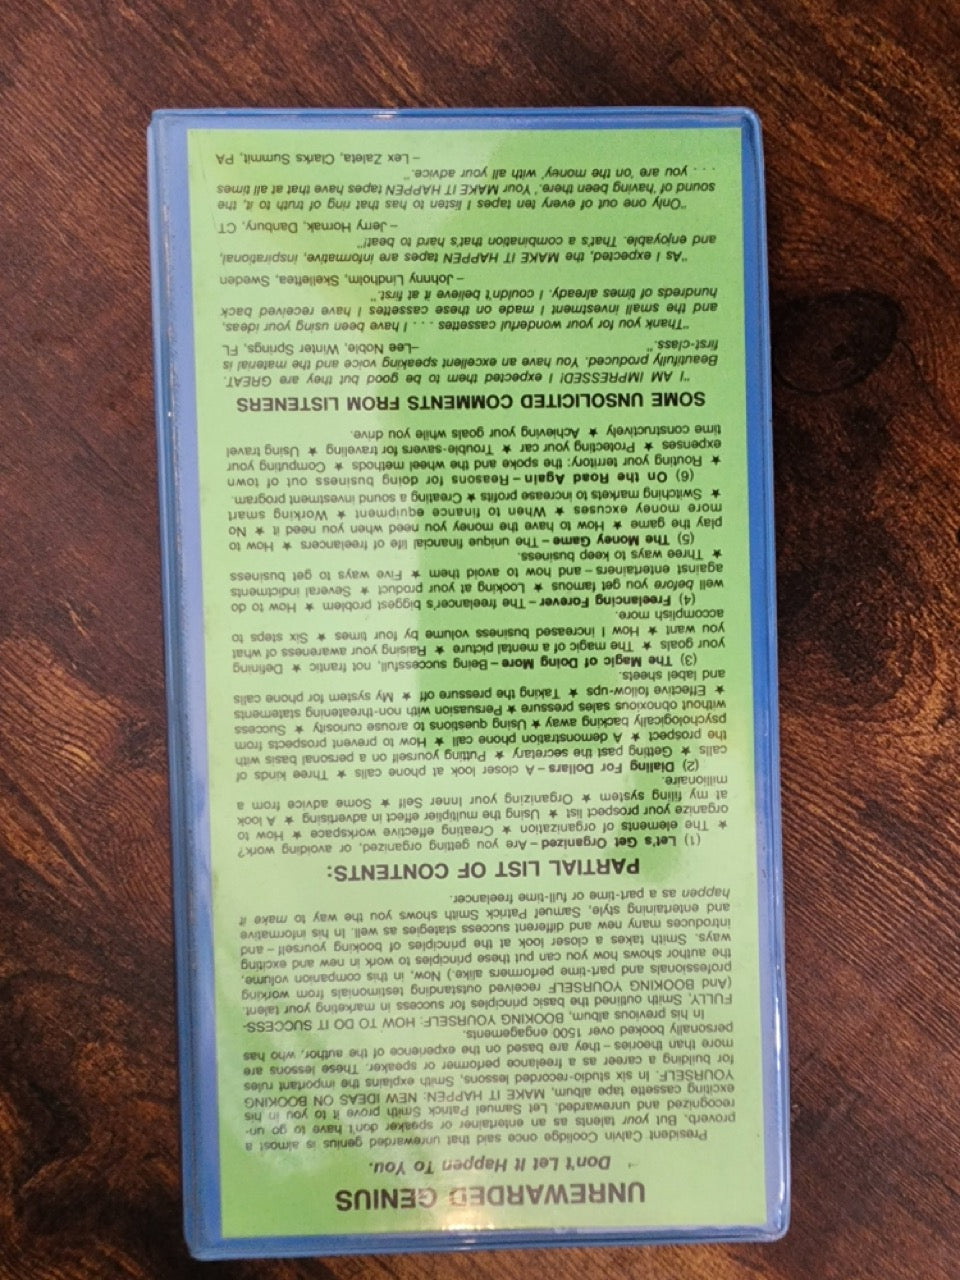 UNREWARDED GENIUS
Don't Let It Happen To You.
President Calvin Coolidge once said that unrewarded genius is almost a
proverb. But your talents as an entertainer or speaker don't have to go un-
recognized and unrewarded. Let Samuel Patrick Smith prove it to you in his
exciting cassette tape album, MAKE IT HAPPEN: NEW IDEAS ON BOOKING
YOURSELF. In six studio-recorded lessons, Smith explains the important rules
for building a career as a freelance performer or speaker. These lessons are
more than theories – they are based on the experience of the author, who has
personally booked over 1500 engagements.
In his previous album, BOOKING YOURSELF: HOW TO DO IT SUCCESS-
FULLY, Smith outlined the basic principles for success in marketing your talent.
(And BOOKING YOURSELF received outstanding testimonials from working
professionals and part-time performers alike.) Now, in this companion volume,
the author shows how you can put these principles to work in new and exciting
ways. Smith takes a closer look at the principles of booking yourself – and
introduces many new and different success stategies as well. In his informative
and entertaining style, Samuel Patrick Smith shows you the way to make it
happen as a part-time or full-time freelancer.
PARTIAL LIST OF CONTENTS:
(1) Let's Get Organized – Are you getting organized, or avoiding work?
★ The elements of organization ★ Creating effective workspace ★ How to
organize your prospect list ★ Using the multiplier effect in advertising ★ A look
at my filing system ★ Organizing your Inner Self ★ Some advice from a
millionaire.
(2) Dialing For Dollars – A closer look at phone calls ★ Three kinds of
calls ★ Getting past the secretary ★ Putting yourself on a personal basis with
the prospect ★ A demonstration phone call ★ How to prevent prospects from
psychologically backing away ★ Using questions to arouse curiosity ★ Success
without obnoxious sales pressure ★ Persuasion with non-threatening statements
★ Effective follow-ups ★ Taking the pressure off ★ My system for phone calls
and label sheets.
(3) The Magic of Doing More – Being successfull, not frantic ★ Defining
your goals ★ The magic of a mental picture ★ Raising your awareness of what
you want ★ How I increased business volume by four times ★ Six steps to
accomplish more.
(4) Freelancing Forever – The freelancer's biggest problem ★ How to do
well before you get famous ★ Looking at your product ★ Several indictments
against entertainers – and how to avoid them ★ Five ways to get business
★ Three ways to keep business.
(5) The Money Game – The unique financial life of freelancers ★ How to
play the game ★ How to have the money you need when you need it ★ No
more money excuses ★ When to finance equipment ★ Working smart
★ Switching markets to increase profits ★ Creating a sound investment program.
(6) On the Road Again – Reasons for doing business out of town
★ Routing your territory: the spoke and the wheel methods ★ Computing your
expenses ★ Protecting your car ★ Trouble-savers for traveling ★ Using travel
time constructively ★ Achieving your goals while you drive.
SOME UNSOLICITED COMMENTS FROM LISTENERS
"I AM IMPRESSED! I expected them to be good but they are GREAT.
Beautifully produced. You have an excellent speaking voice and the material is
first-class." –Lee Noble, Winter Springs, FL
"Thank you for your wonderful cassettes . . . I have been using your ideas,
and the small investment I made on these cassettes I have received back
hundreds of times already. I couldn't believe it at first."
– Johnny Lindholm, Skelleftea, Sweden
"As I expected, the MAKE IT HAPPEN tapes are informative, inspirational,
and enjoyable. That's a combination that's hard to beat!"
– Jerry Hornak, Danbury, CT
"Only one out of every ten tapes I listen to has that ring of truth to it, the
sound of 'having been there.' Your MAKE IT HAPPEN tapes have that at all times
. . . you are 'on the money' with all your advice."
– Lex Zaleta, Clarks Summit, PA